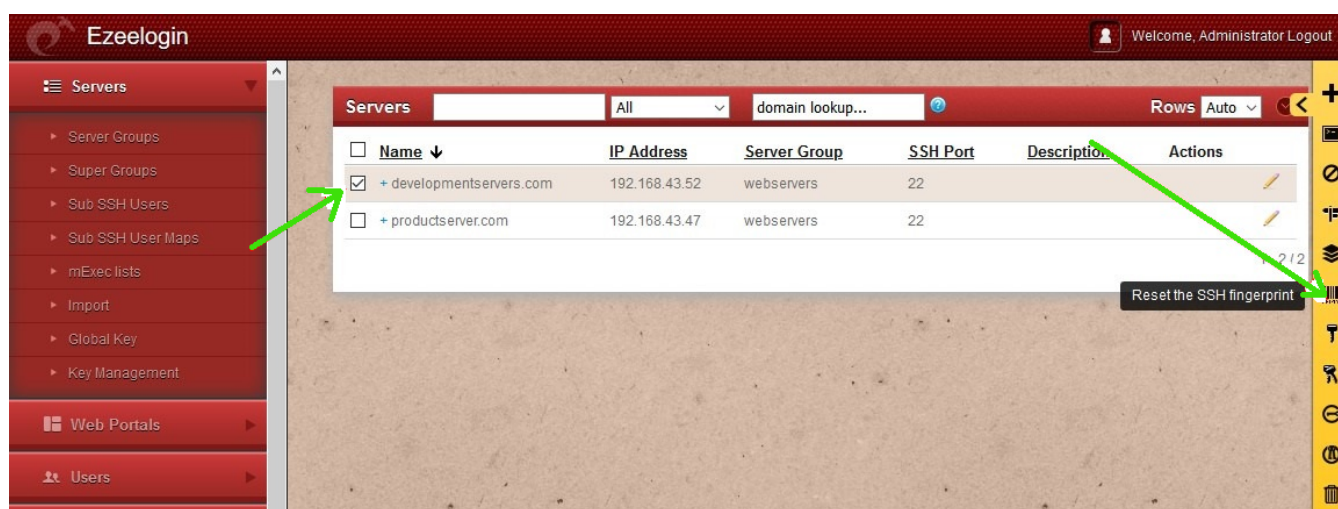 Ezeelogin
Welcome, Administrator Logout
Servers
Server Groups
Super Groups
Sub SSH Users
Sub SSH User Maps
mExec lists
Import
Global Key
Key Management
Web Portals
Users
Servers All domain lookup... Rows Auto
Name IP Address Server Group SSH Port Description Actions
+ developmentservers.com 192.168.43.52 webservers 22
+ productserver.com 192.168.43.47 webservers 22
2 / 2
Reset the SSH fingerprint